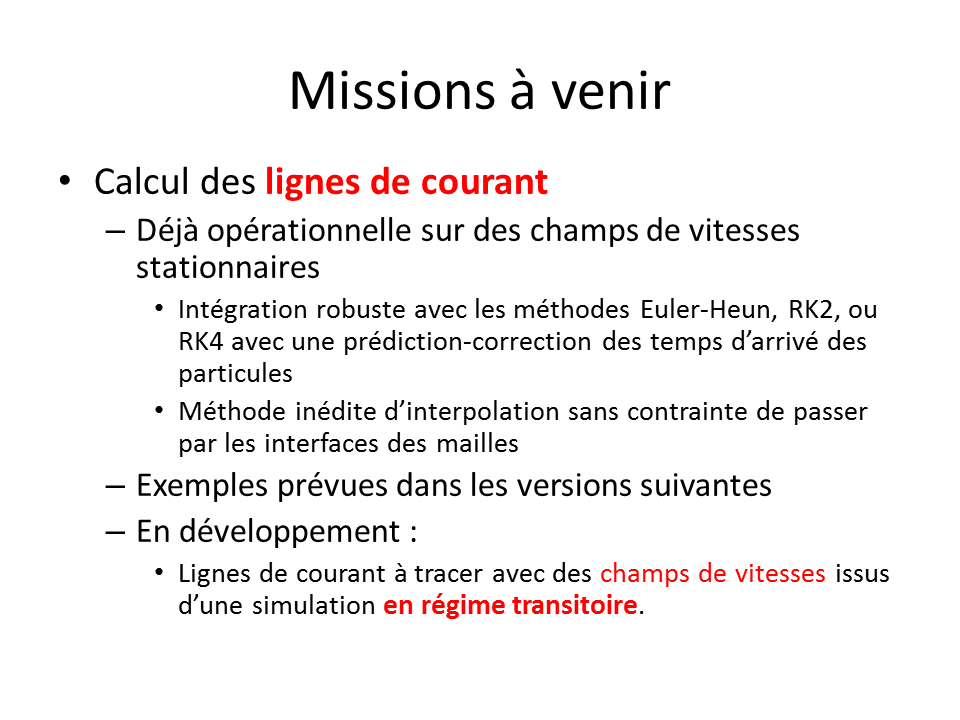 Missions à venir
• Calcul des lignes de courant
– Déjà opérationnelle sur des champs de vitesses
stationnaires
• Intégration robuste avec les méthodes Euler-Heun, RK2, ou
RK4 avec une prédiction-correction des temps d’arrivé des
particules
• Méthode inédite d’interpolation sans contrainte de passer
par les interfaces des mailles
– Exemples prévues dans les versions suivantes
– En développement :
• Lignes de courant à tracer avec des champs de vitesses issus
d’une simulation en régime transitoire.